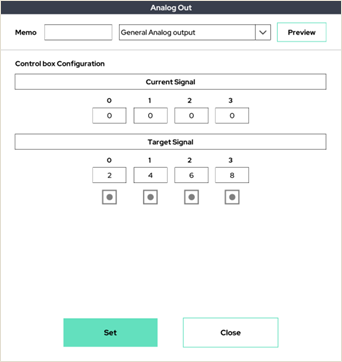 Analog Out
Memo General Analog output Preview
Control box Configuration
Current Signal
0 1 2 3
0 0 0 0
Target Signal
0 1 2 3
2 4 6 8
Set Close